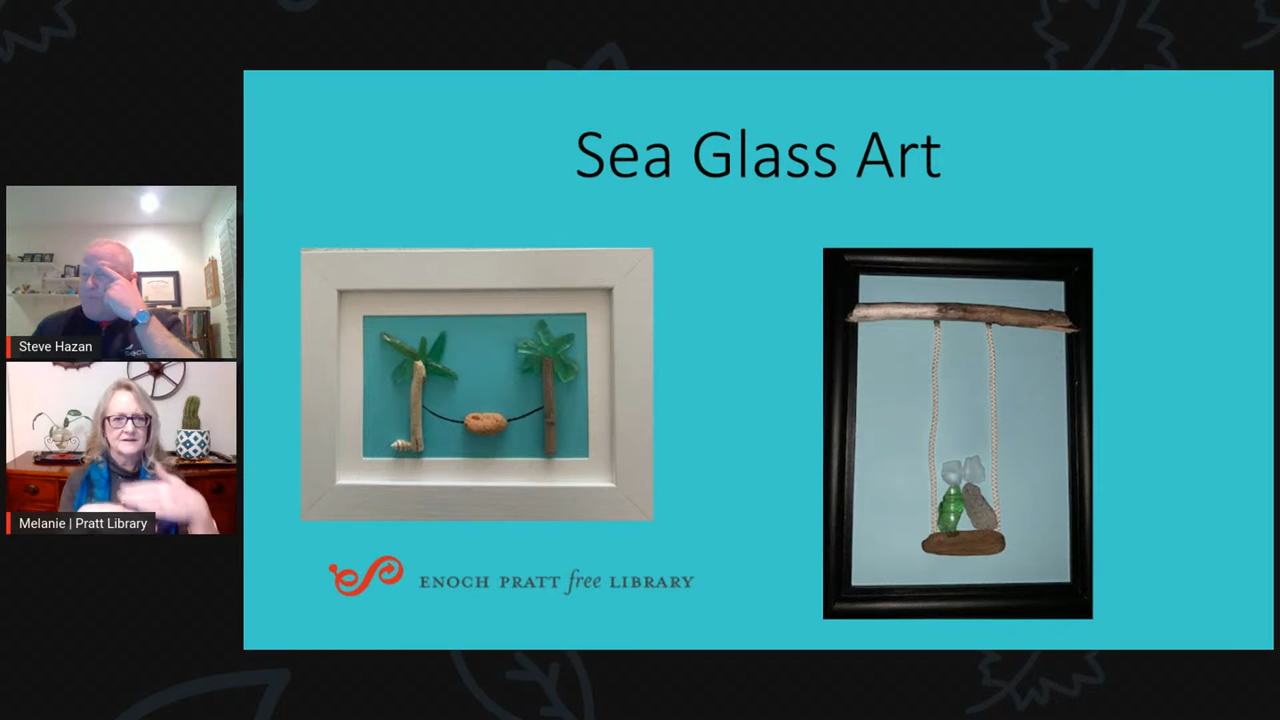 Sea Glass Art
Steve Hazan
Melanie | Pratt Library
ENOCH PRATT free LIBRARY